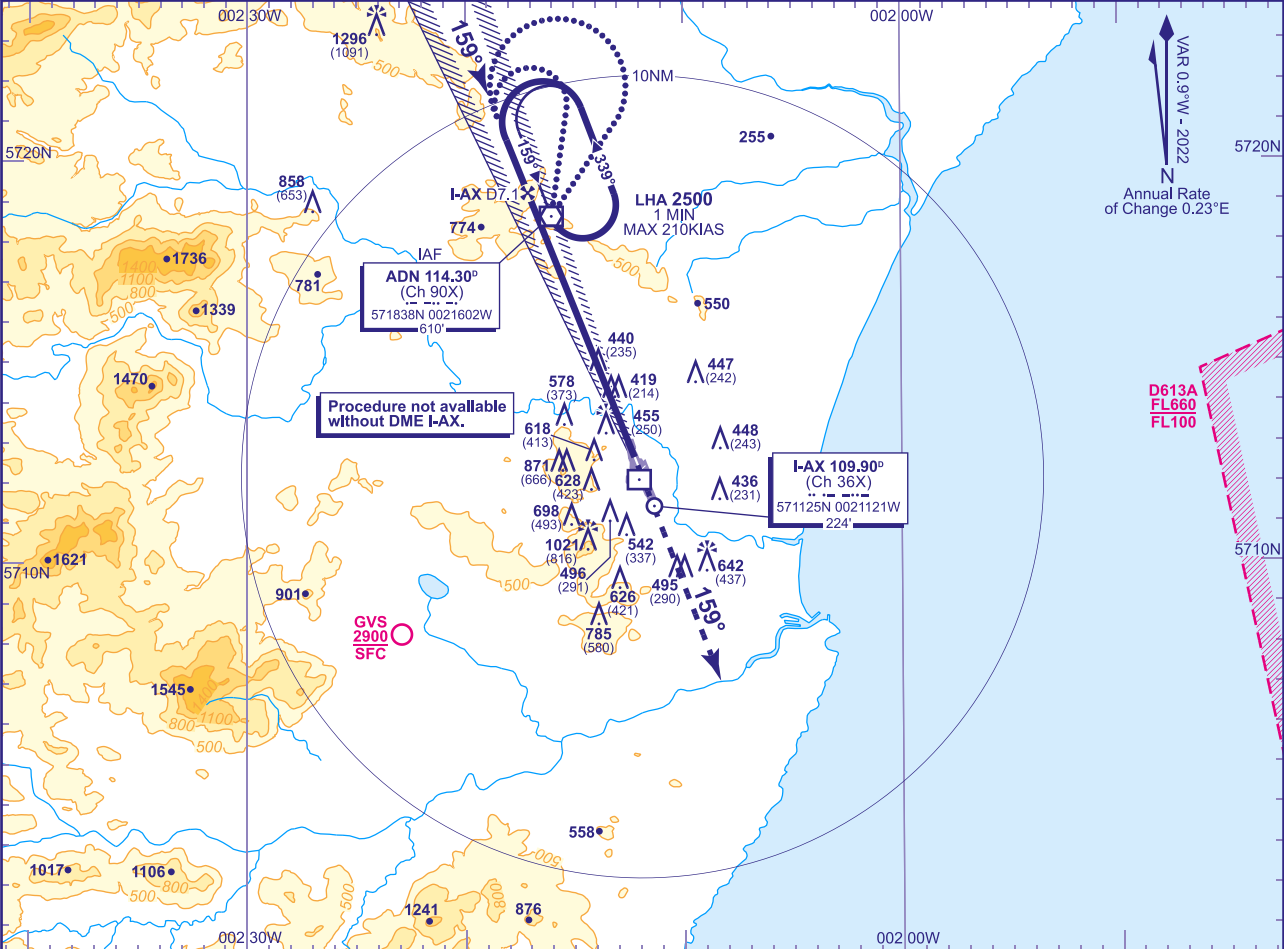 002 30W
002 00W
1296
(1091)
500
159°
10NM
VAR 0.9°W - 2022
N
Annual Rate
of Change 0.23°E
255
5720N
5720N
159°
339°
858
(653)
I-AX D7.1
LHA 2500
1 MIN
MAX 210KIAS
774
IAF
ADN 114.30ᴰ
(Ch 90X)
571838N 0021602W
610'
1736
1400
1100
800
500
781
1339
500
550
440
(235)
447
(242)
419
(214)
1470
578
(373)
455
(250)
Procedure not available
without DME I-AX.
D613A
FL660
FL100
618
(413)
448
(243)
871
(666)
628
(423)
436
(231)
I-AX 109.90ᴰ
(Ch 36X)
571125N 0021121W
224'
698
(493)
1021
(816)
542
(337)
496
(291)
642
(437)
495
(290)
5710N
5710N
1621
500
901
626
(421)
159°
785
(580)
GVS
2900
SFC
1545
1400
1100
800
500
558
500
1017
1106
800
500
500
800
1241
876
002 30W
002 00W